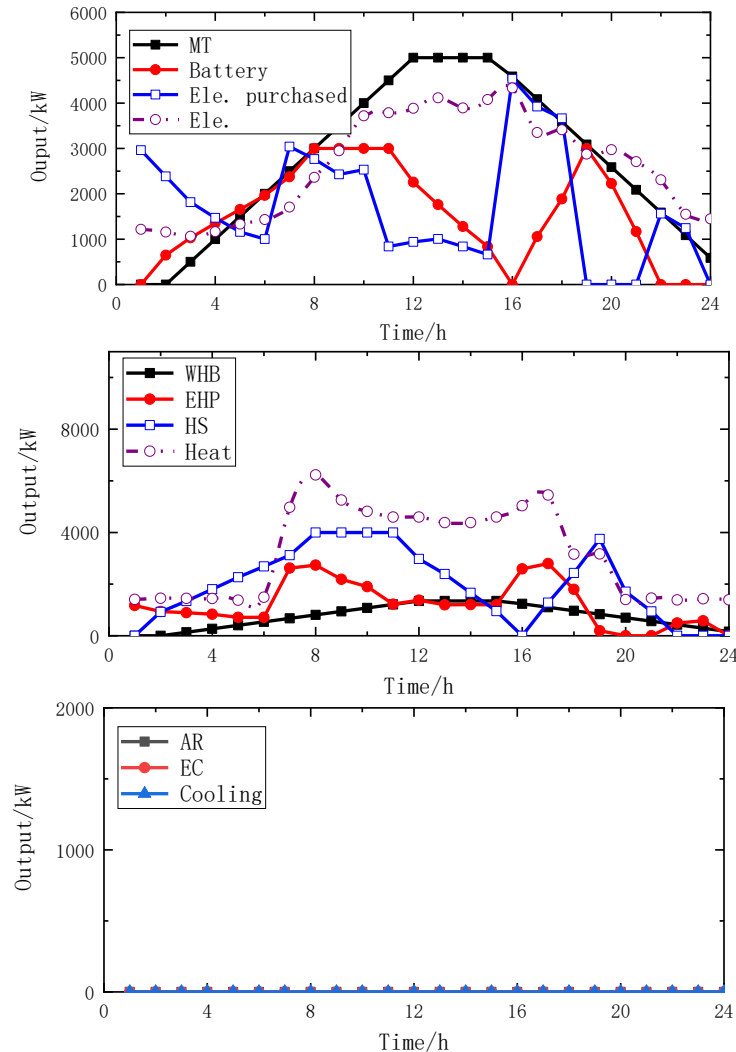 6000
5000
4000
3000
2000
1000
0
Ouput/kW
MT
Battery
Ele. purchased
Ele.
0 4 8 12 16 20 24
Time/h
8000
4000
0
Output/kW
WHB
EHP
HS
Heat
0 4 8 12 16 20 24
Time/h
2000
1000
0
Output/kW
AR
EC
Cooling
0 4 8 12 16 20 24
Time/h